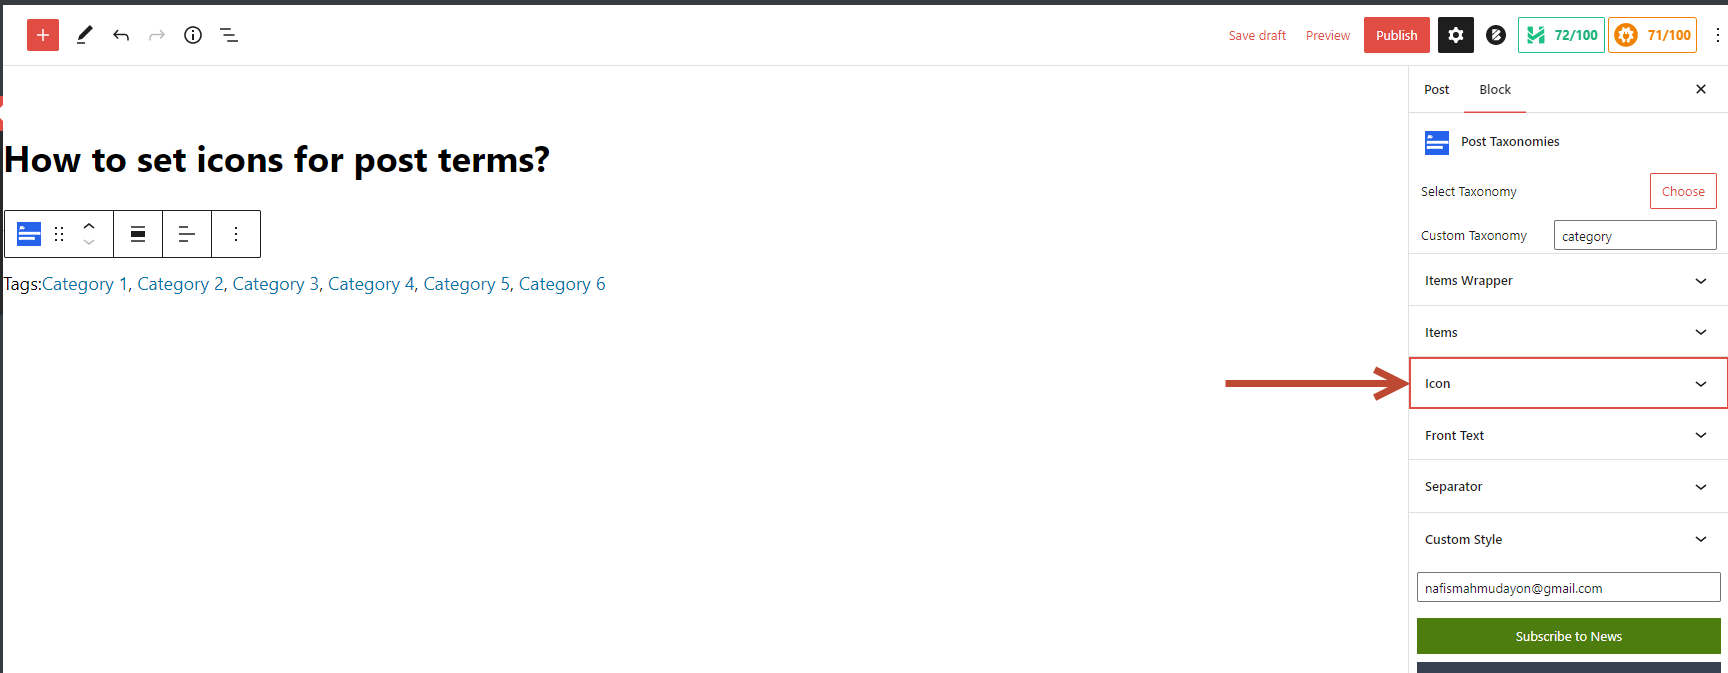 Save draft Preview Publish 72/100 71/100
Post Block
How to set icons for post terms?
Tags:Category 1, Category 2, Category 3, Category 4, Category 5, Category 6
Post Taxonomies
Select Taxonomy Choose
Custom Taxonomy category
Items Wrapper
Items
Icon
Front Text
Separator
Custom Style
nafismahmudayon@gmail.com
Subscribe to News